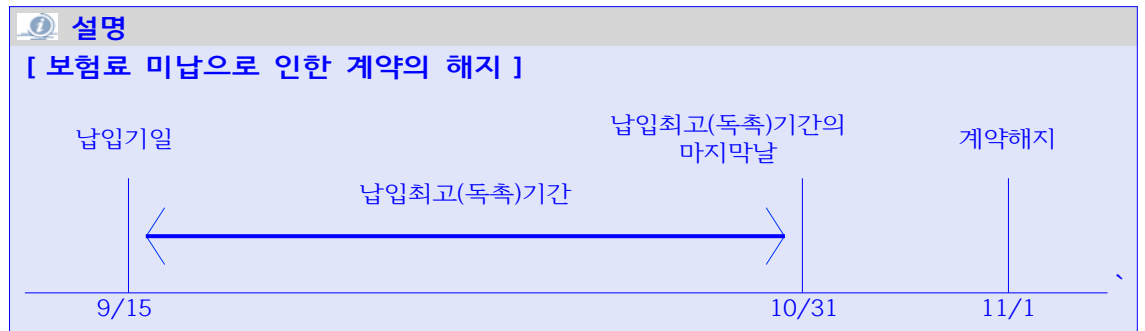 설명
[ 보험료 미납으로 인한 계약의 해지 ]
납입기일
납입최고(독촉)기간의
마지막날
계약해지
납입최고(독촉)기간
9/15
10/31
11/1